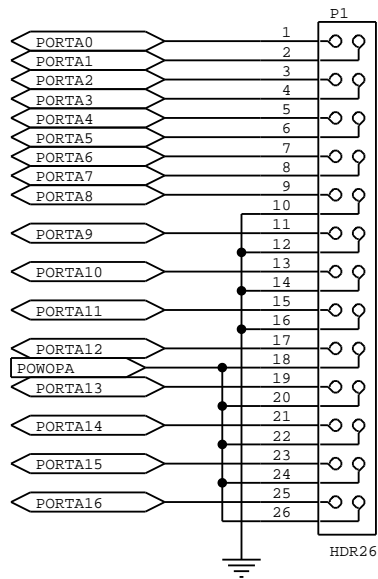 P1
PORTA0 1
PORTA1 2
PORTA2 3
PORTA3 4
PORTA4 5
PORTA5 6
PORTA6 7
PORTA7 8
PORTA8 9
10
PORTA9 11
12
PORTA10 13
14
PORTA11 15
16
PORTA12 17
POWOPA 18
PORTA13 19
20
PORTA14 21
22
PORTA15 23
24
PORTA16 25
26
HDR26